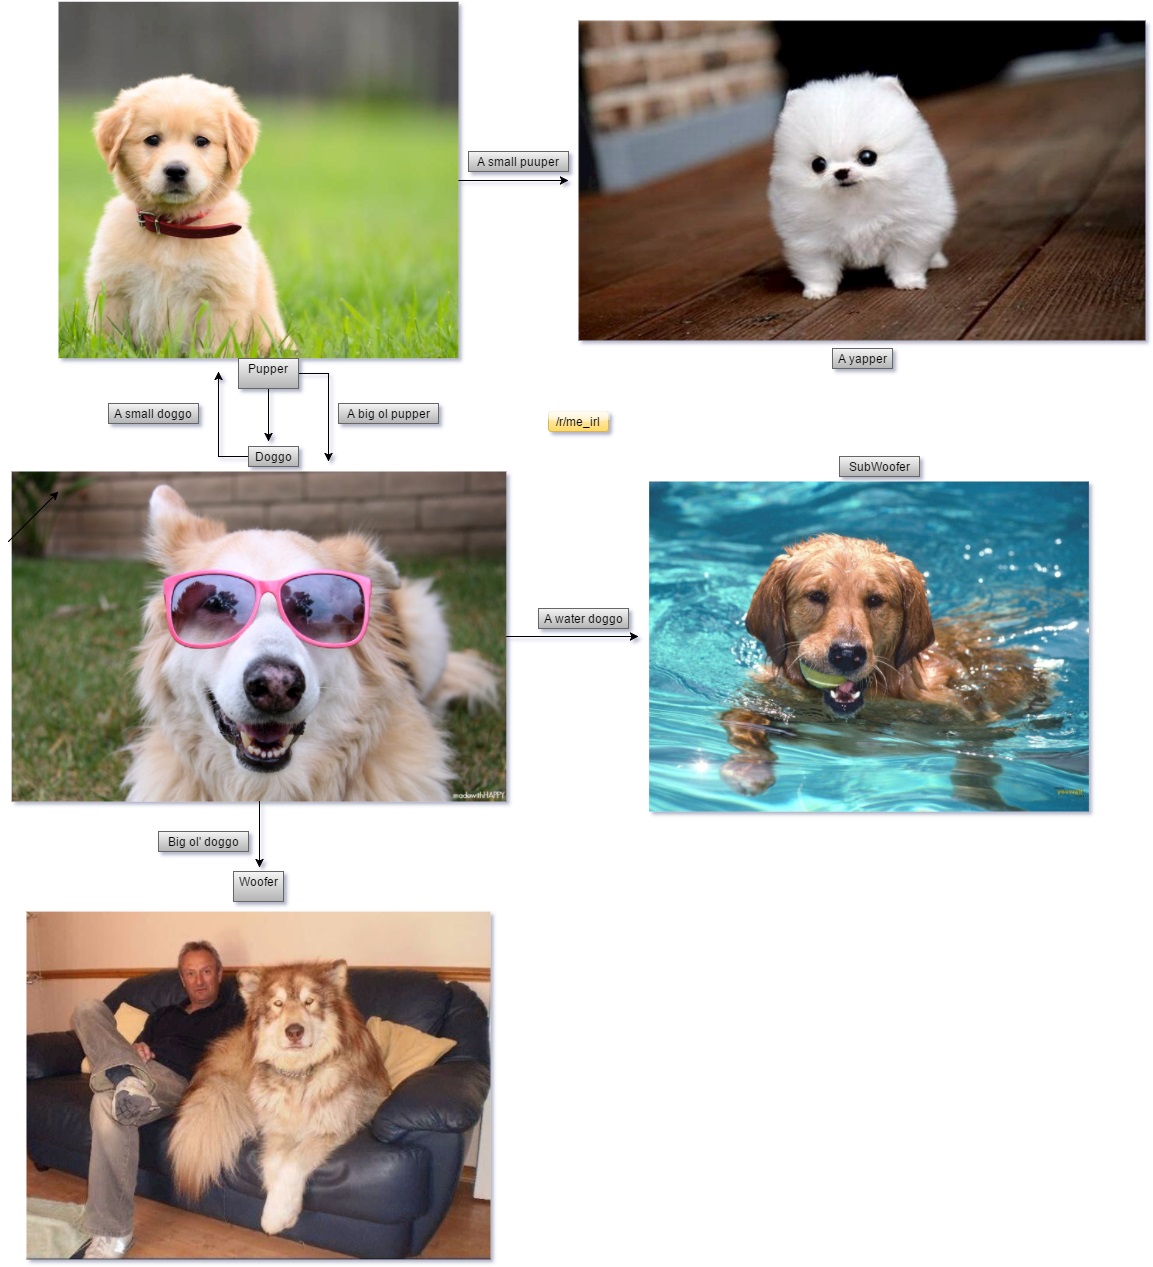 A small puuper
A yapper
Pupper
A small doggo
A big ol pupper
/r/me_irl
Doggo
SubWoofer
A water doggo
madewithHAPPY
Big ol' doggo
Woofer